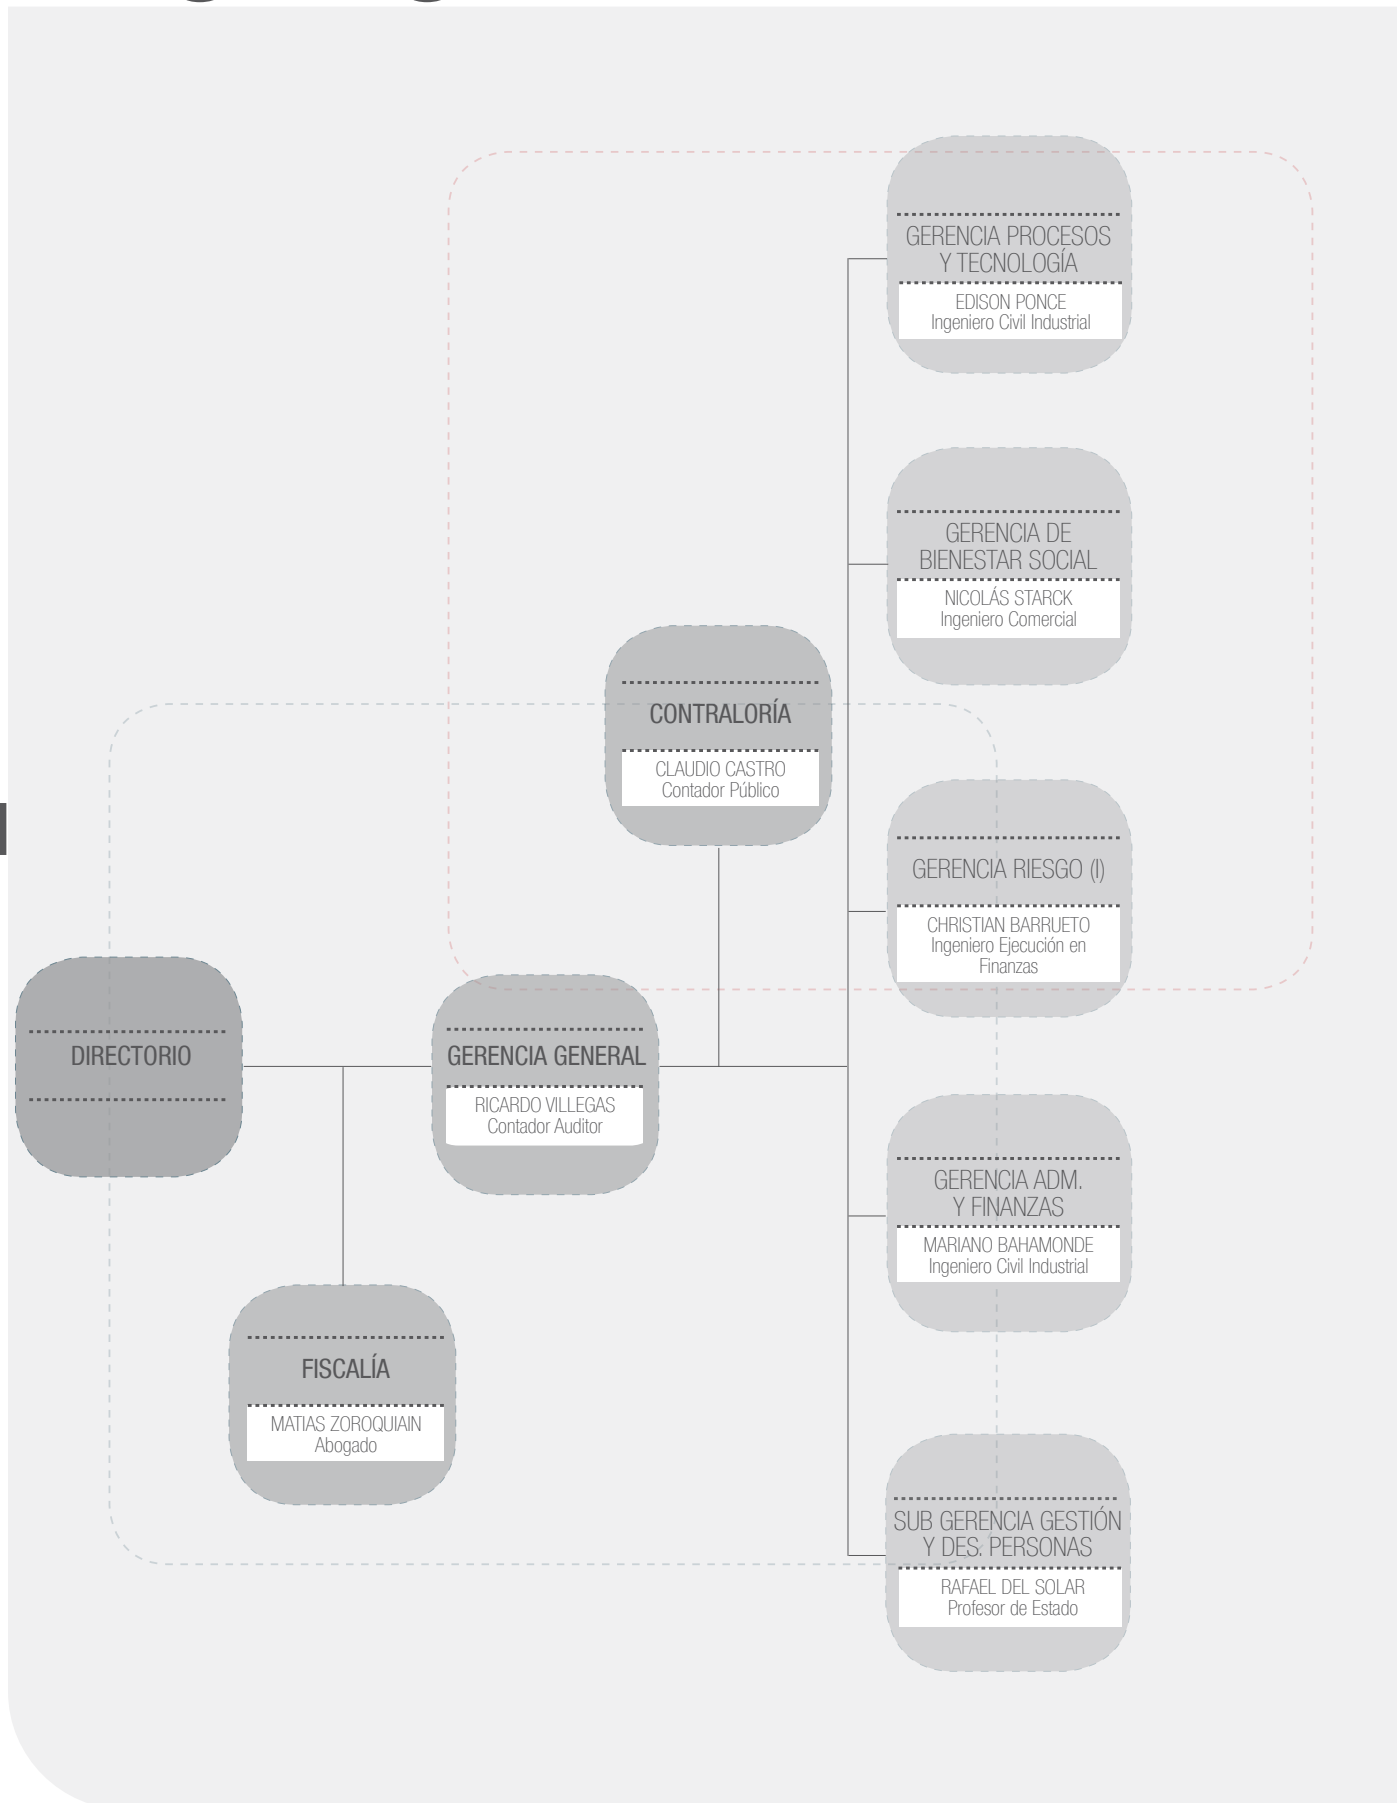 GERENCIA PROCESOS
Y TECNOLOGÍA
EDISON PONCE
Ingeniero Civil Industrial
GERENCIA DE
BIENESTAR SOCIAL
NICOLÁS STARCK
Ingeniero Comercial
CONTRALORÍA
CLAUDIO CASTRO
Contador Público
GERENCIA RIESGO (I)
CHRISTIAN BARRUETO
Ingeniero Ejecución en
Finanzas
DIRECTORIO
GERENCIA GENERAL
RICARDO VILLEGAS
Contador Auditor
GERENCIA ADM.
Y FINANZAS
MARIANO BAHAMONDE
Ingeniero Civil Industrial
FISCALÍA
MATIAS ZOROQUIAIN
Abogado
SUB GERENCIA GESTIÓN
Y DES. PERSONAS
RAFAEL DEL SOLAR
Profesor de Estado